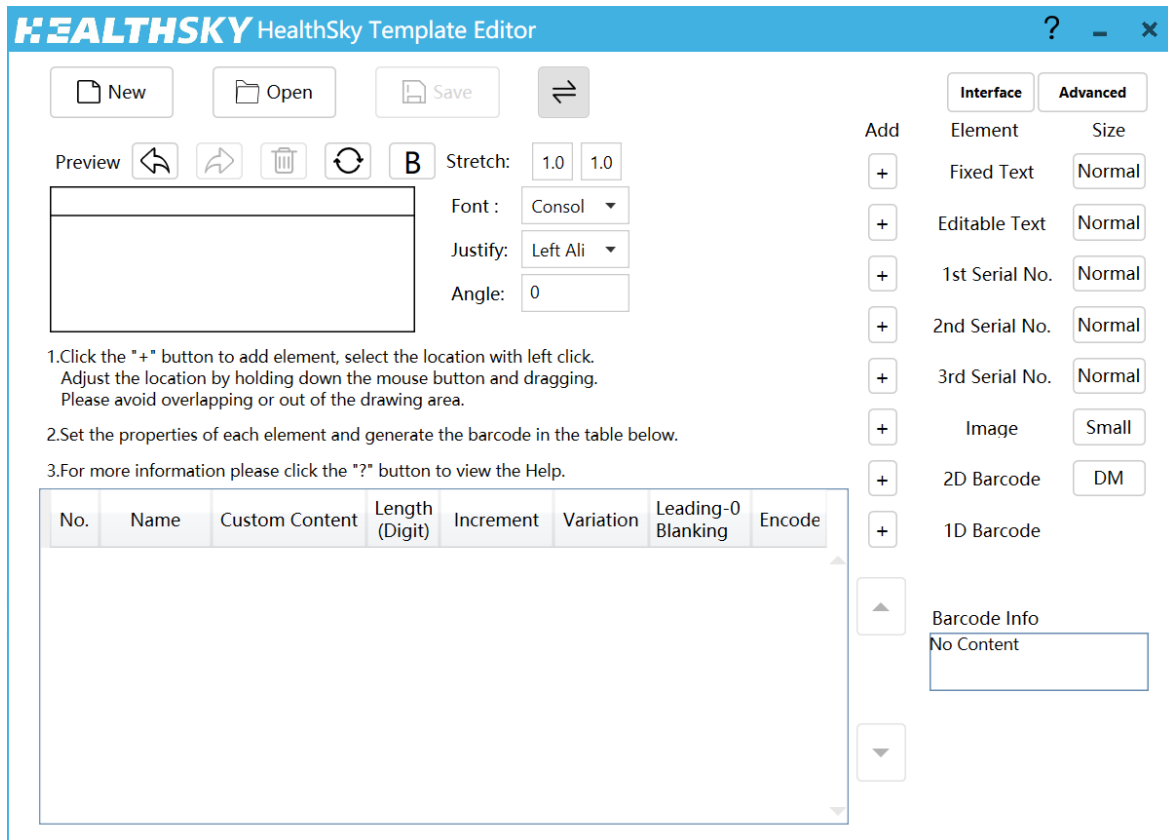 HEALTHSKY HealthSky Template Editor ?
New Open Save
Interface Advanced
Add Element Size
Preview B Stretch: 1.0 1.0
Font : Consol
Justify: Left Ali
Angle: 0
+ Fixed Text Normal
+ Editable Text Normal
+ 1st Serial No. Normal
+ 2nd Serial No. Normal
+ 3rd Serial No. Normal
+ Image Small
+ 2D Barcode DM
+ 1D Barcode
1.Click the "+" button to add element, select the location with left click.
Adjust the location by holding down the mouse button and dragging.
Please avoid overlapping or out of the drawing area.
2.Set the properties of each element and generate the barcode in the table below.
3.For more information please click the "?" button to view the Help.
No. Name Custom Content Length (Digit) Increment Variation Leading-0 Blanking Encode
Barcode Info
No Content